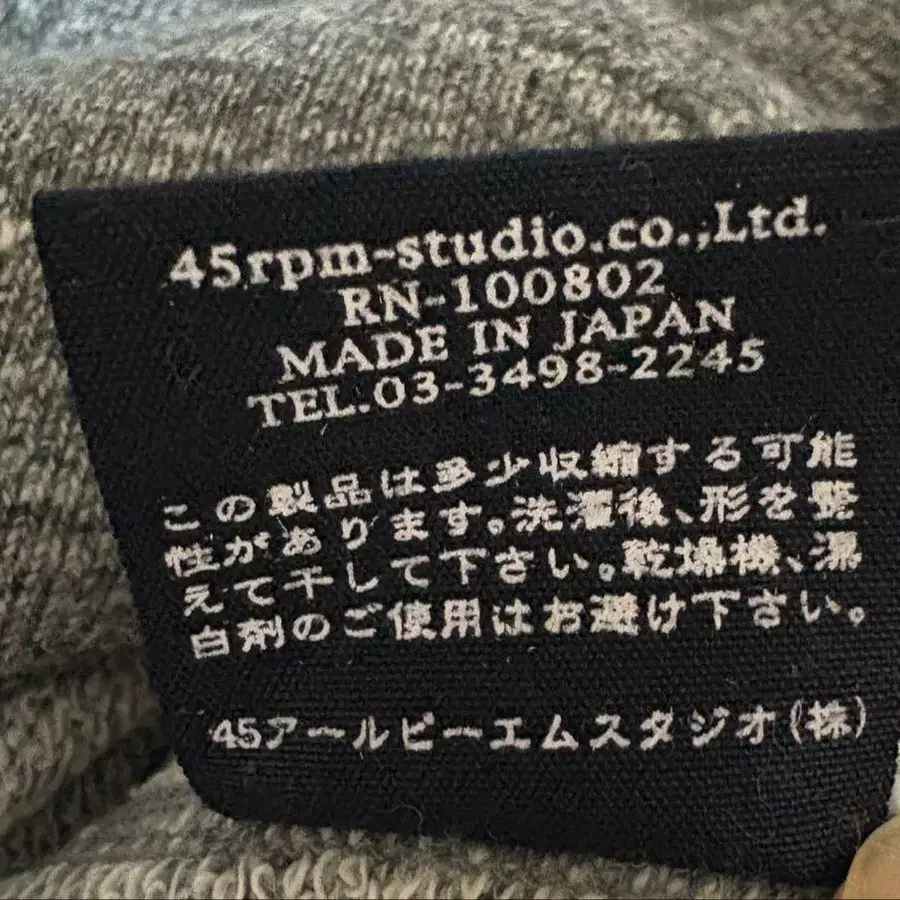 45rpm-studio.co.,Ltd.
RN-100802
MADE IN JAPAN
TEL.03-3498-2245
この製品は多少収縮する可能
性があります。洗濯後、形を整
えて干して下さい。乾燥機、漂
白剤のご使用はお避け下さい。
45アールピーエムスタジオ(株)